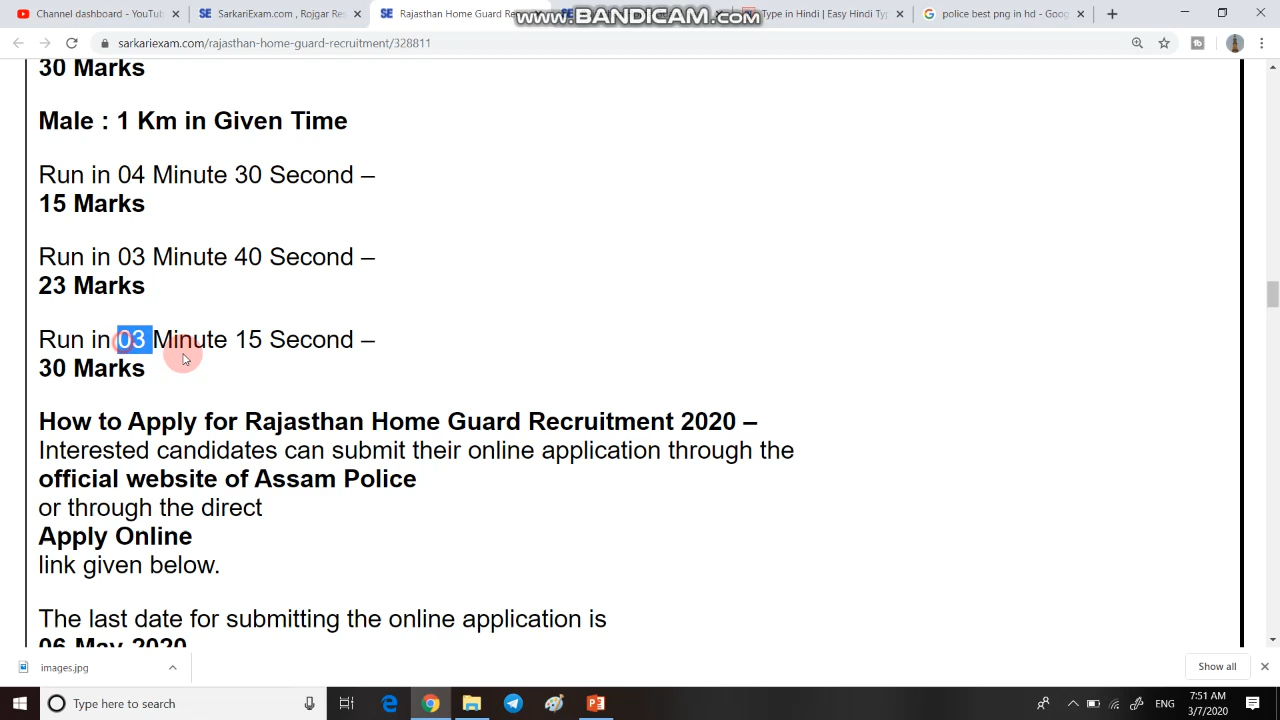 Channel dashboard - YouTub
SarkariExam.com , Rojgar Res
Rajasthan Home Guard Re
www.BANDICAM.com
Type in Hindi | Easy Hindi Typ
police best png in hd - Goog
sarkariexam.com/rajasthan-home-guard-recruitment/328811
30 Marks
Male : 1 Km in Given Time
Run in 04 Minute 30 Second –
15 Marks
Run in 03 Minute 40 Second –
23 Marks
Run in 03 Minute 15 Second –
30 Marks
How to Apply for Rajasthan Home Guard Recruitment 2020 –
Interested candidates can submit their online application through the
official website of Assam Police
or through the direct
Apply Online
link given below.
The last date for submitting the online application is
06 May 2020
images.jpg
Show all
Type here to search
ENG
7:51 AM
3/7/2020